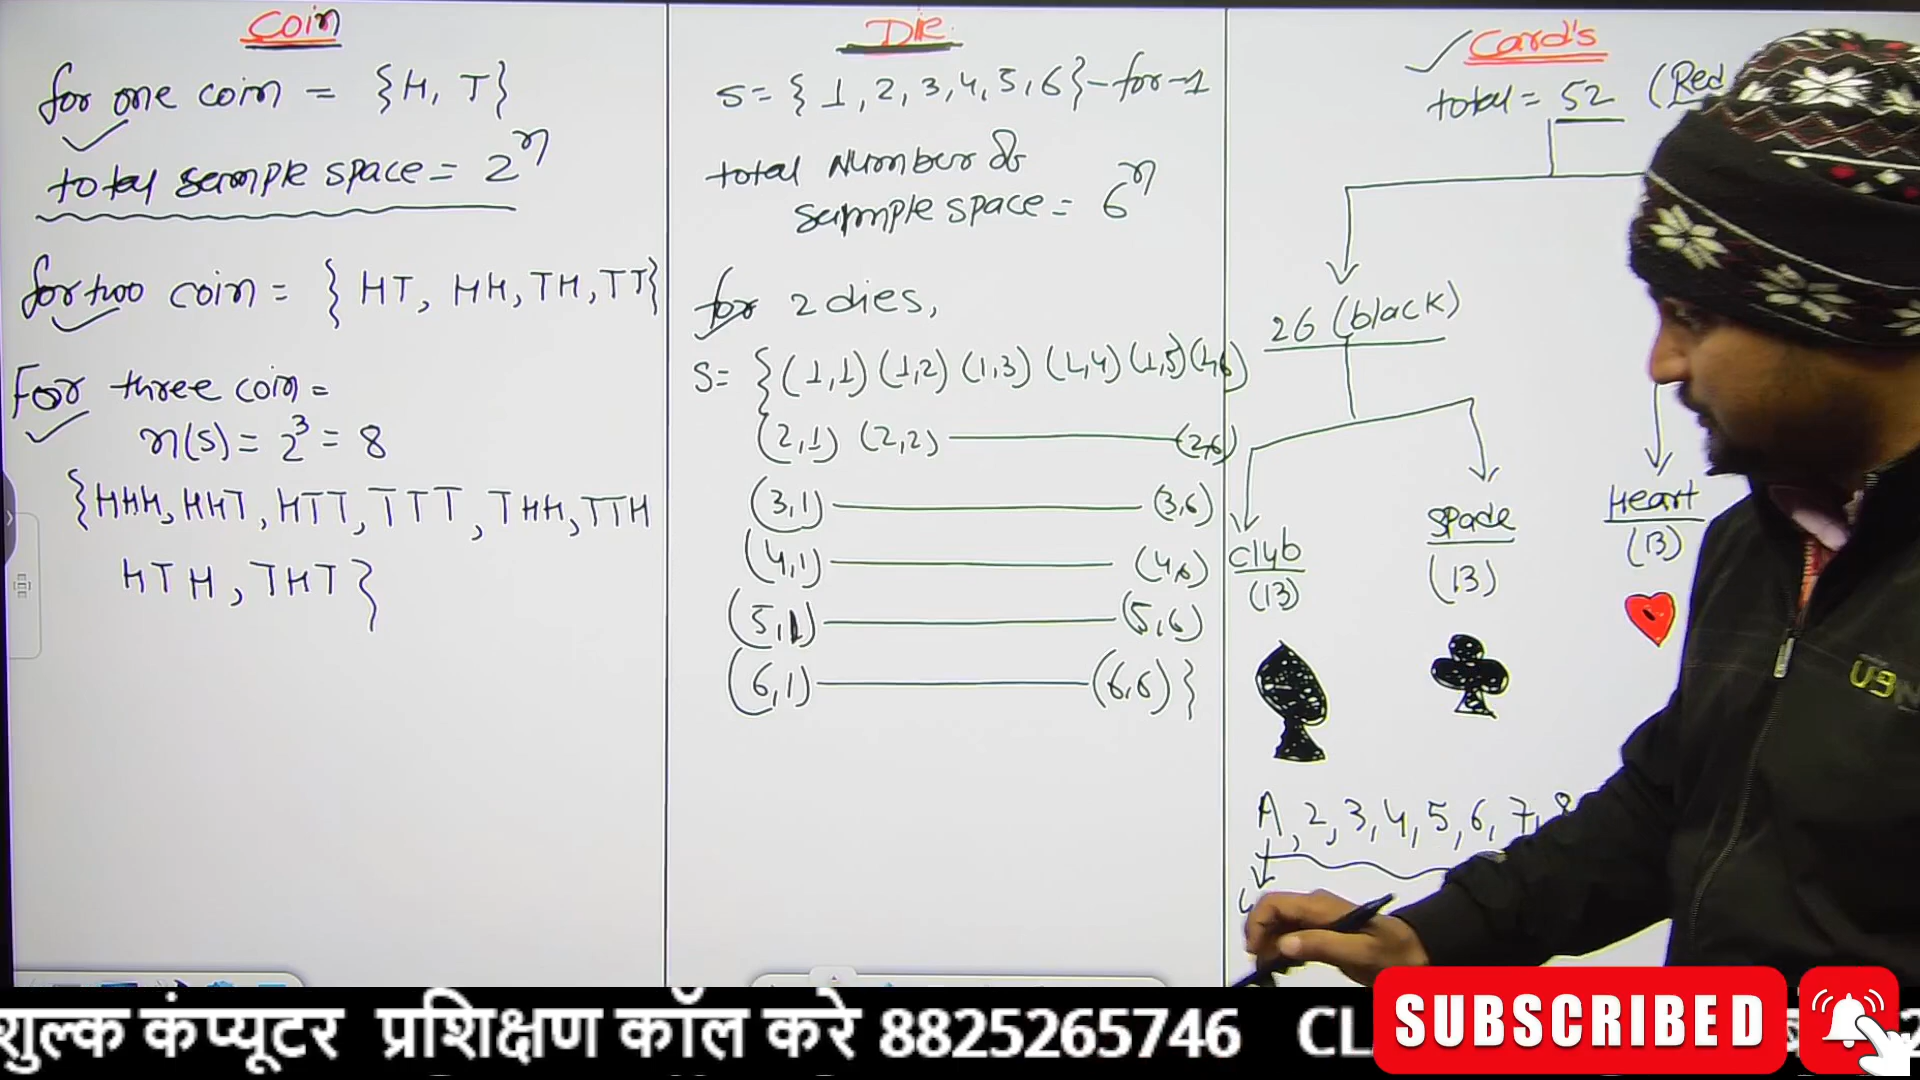 Coin
for one coin = {H, T}
total sample space = 2ⁿ
for two coin = { HT, HH, TH, TT}
For three coin =
n(s) = 2³ = 8
{HHH, HHT, HTT, TTT, THH, TTH
HTH, THT }
Die
S = { 1, 2, 3, 4, 5, 6 } - for - 1
total Number of
sample space = 6ⁿ
for 2 dies,
S = {(1,1) (1,2) (1,3) (1,4) (1,5) (1,6)
(2,1) (2,2) (2,6)
(3,1) (3,6)
(4,1) (4,6)
(5,1) (5,6)
(6,1) (6,6) }
Card's
total = 52 (Red
26 (black)
club
(13)
spade
(13)
Heart
(13)
A, 2, 3, 4, 5, 6, 7, 8
U9
शुल्क कंप्यूटर प्रशिक्षण कॉल करे 8825265746 CL
SUBSCRIBED